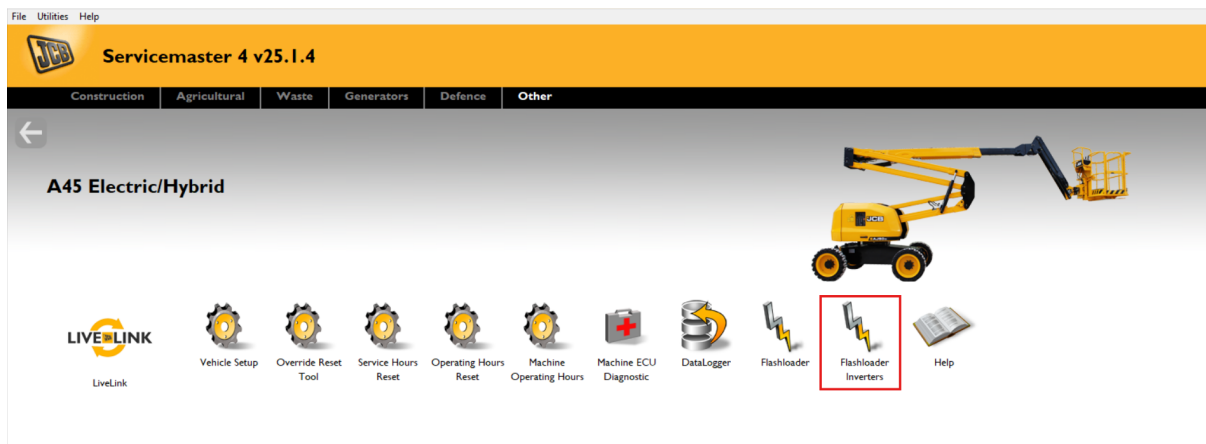 File Utilities Help
JCB
Servicemaster 4 v25.1.4
Construction Agricultural Waste Generators Defence Other
A45 Electric/Hybrid
JCB
LIVE LINK
LiveLink
Vehicle Setup
Override Reset
Tool
Service Hours
Reset
Operating Hours
Reset
Machine
Operating Hours
Machine ECU
Diagnostic
DataLogger
Flashloader
Flashloader
Inverters
Help